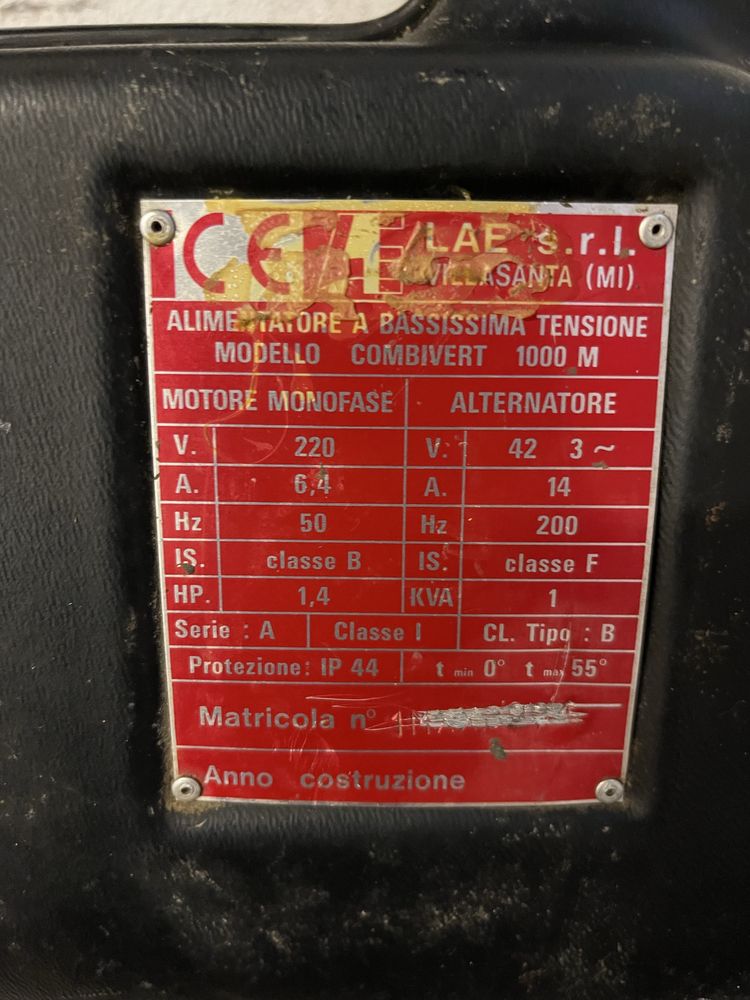 CE LAE s.r.l.
VILLASANTA (MI)
ALIMENTATORE A BASSISSIMA TENSIONE
MODELLO COMBIVERT 1000 M
MOTORE MONOFASE ALTERNATORE
V. 220 V. 42 3 ~
A. 6,4 A. 14
Hz 50 Hz 200
IS. classe B IS. classe F
HP. 1,4 KVA 1
Serie : A Classe I CL. Tipo : B
Protezione: IP 44 t min 0° t max 55°
Matricola n°
Anno costruzione